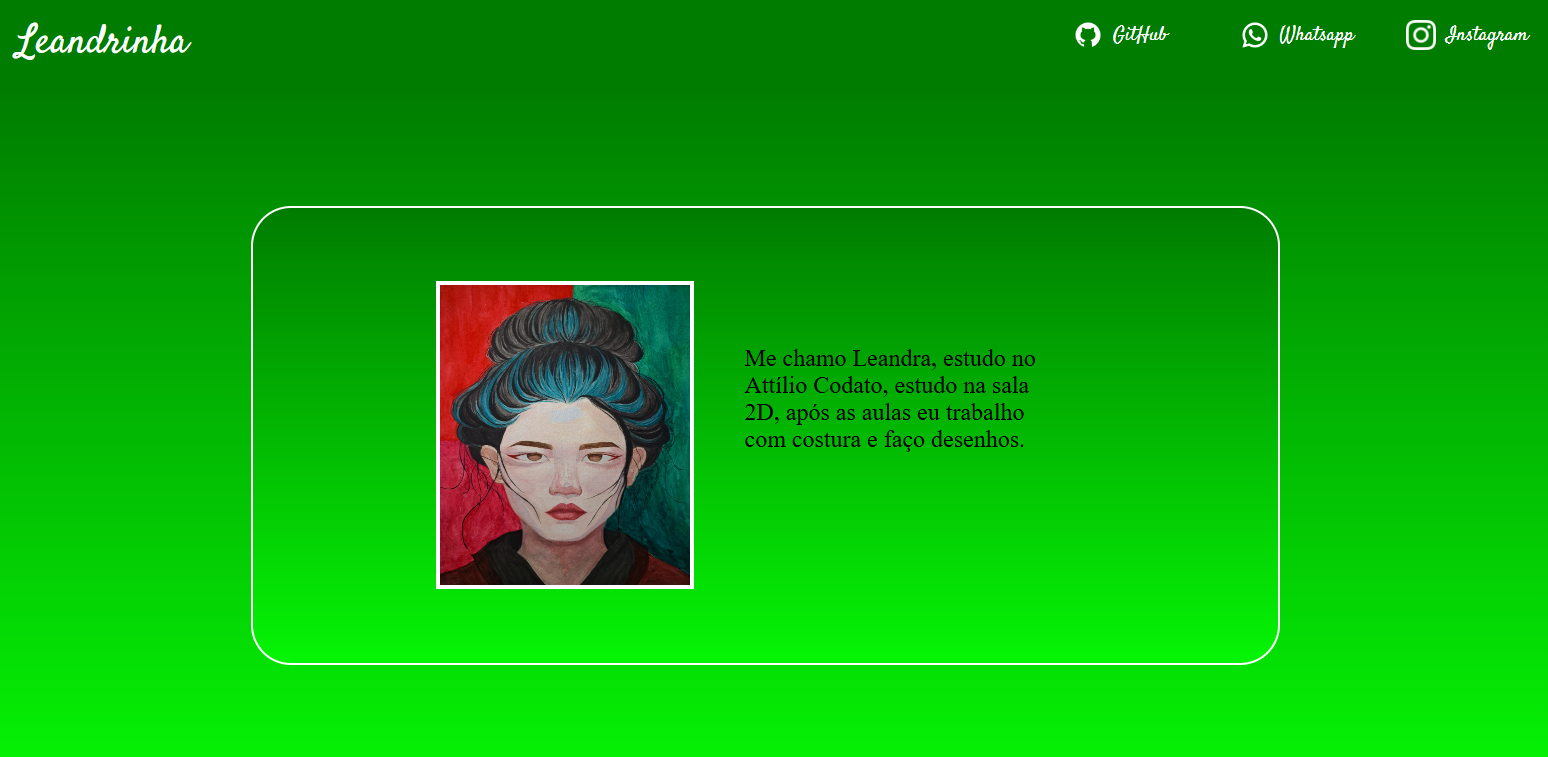 Leandrinha
GitHub
Whatsapp
Instagram
Me chamo Leandra, estudo no
Attílio Codato, estudo na sala
2D, após as aulas eu trabalho
com costura e faço desenhos.